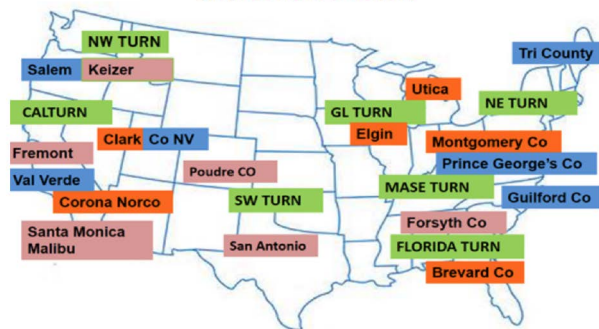 NW TURN
Tri County
Salem Keizer
Utica
CALTURN
GL TURN
NE TURN
Clark Co NV
Elgin
Montgomery Co
Fremont
Prince George's Co
Poudre CO
Val Verde
MASE TURN
Corona Norco
SW TURN
Guilford Co
Santa Monica
Malibu
Forsyth Co
San Antonio
FLORIDA TURN
Brevard Co